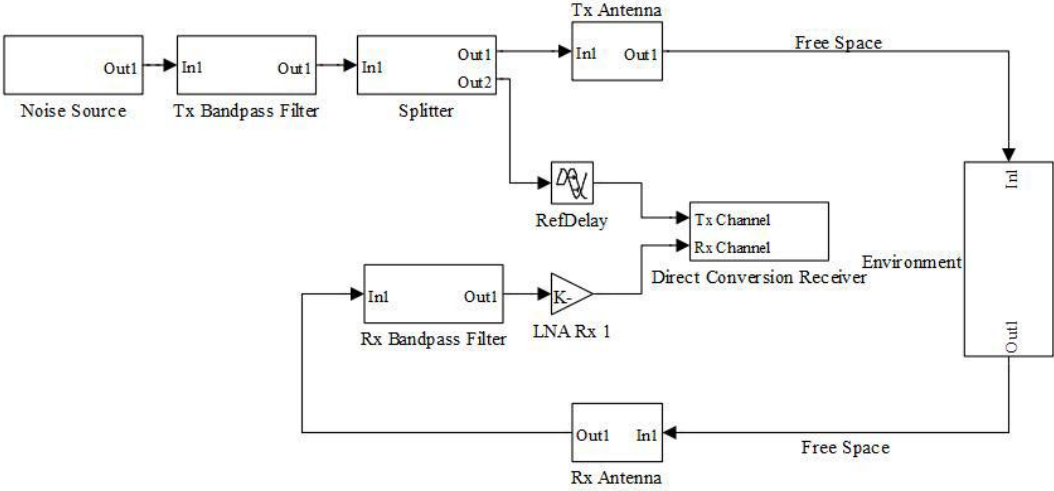 Tx Antenna
Free Space
Out1
In1
Out1
In1
Out1
Out2
In1
Out1
Noise Source
Tx Bandpass Filter
Splitter
In1
RefDelay
Tx Channel
Rx Channel
Direct Conversion Receiver
Environment
In1
Out1
K-
Rx Bandpass Filter
LNA Rx 1
Out1
Out1
In1
Free Space
Rx Antenna